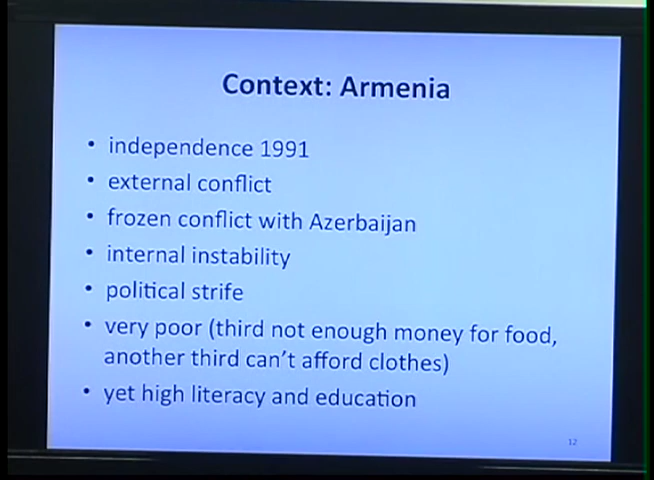 Context: Armenia
• independence 1991
• external conflict
• frozen conflict with Azerbaijan
• internal instability
• political strife
• very poor (third not enough money for food,
another third can't afford clothes)
• yet high literacy and education
12